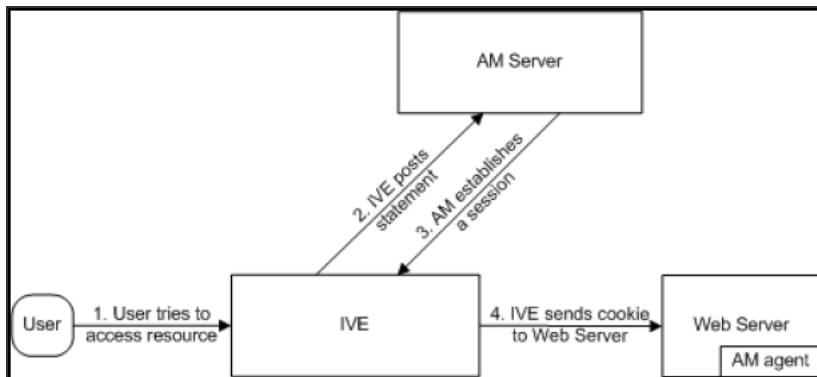 AM Server
2. IVE posts
statement
3. AM establishes
a session
User
1. User tries to
access resource
IVE
4. IVE sends cookie
to Web Server
Web Server
AM agent